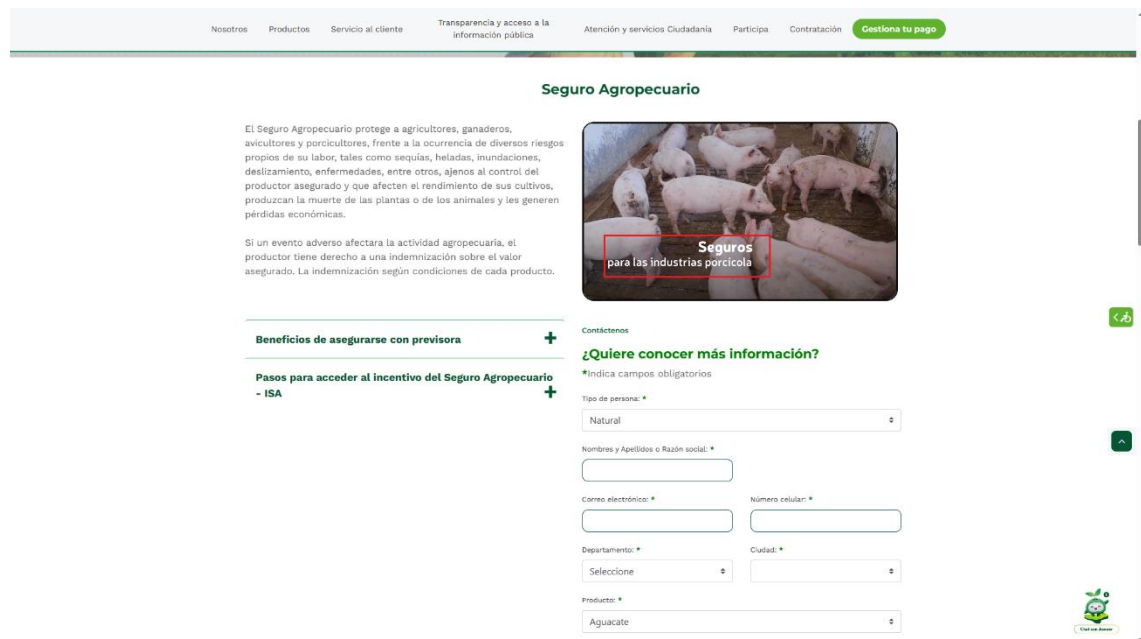 Nosotros
Productos
Servicio al cliente
Transparencia y acceso a la
información pública
Atención y servicios Ciudadanía
Participa
Contratación
Gestiona tu pago
Seguro Agropecuario
El Seguro Agropecuario protege a agricultores, ganaderos,
avicultores y porcicultores, frente a la ocurrencia de diversos riesgos
propios de su labor, tales como sequías, heladas, inundaciones,
deslizamiento, enfermedades, entre otros, ajenos al control del
productor asegurado y que afecten el rendimiento de sus cultivos,
produzcan la muerte de las plantas o de los animales y les generen
pérdidas económicas.
Si un evento adverso afectara la actividad agropecuaria, el
productor tiene derecho a una indemnización sobre el valor
asegurado. La indemnización según condiciones de cada producto.
Seguros
para las industrias porcícola
Beneficios de asegurarse con previsora
Pasos para acceder al incentivo del Seguro Agropecuario
- ISA
Contáctenos
¿Quiere conocer más información?
*Indica campos obligatorios
Tipo de persona: *
Natural
Nombres y Apellidos o Razón social: *
Correo electrónico: *
Número celular: *
Departamento: *
Ciudad: *
Seleccione
Producto: *
Aguacate